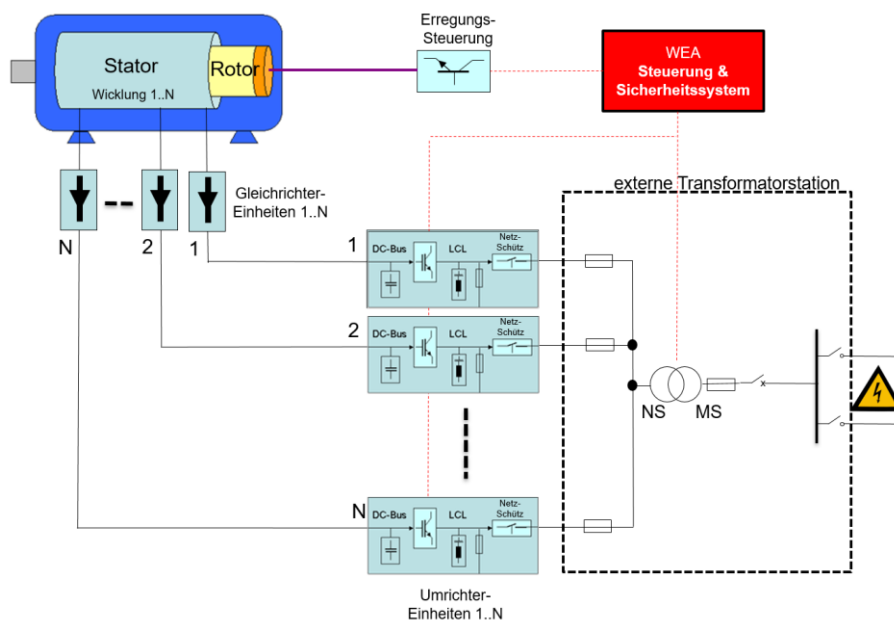 Erregungs-
Steuerung
WEA
Steuerung &
Sicherheitssystem
Stator
Rotor
Wicklung 1..N
externe Transformatorstation
Gleichrichter-
Einheiten 1..N
N
2
1
1
DC-Bus
LCL
Netz-
Schütz
2
DC-Bus
LCL
Netz-
Schütz
NS
MS
N
DC-Bus
LCL
Netz-
Schütz
Umrichter-
Einheiten 1..N